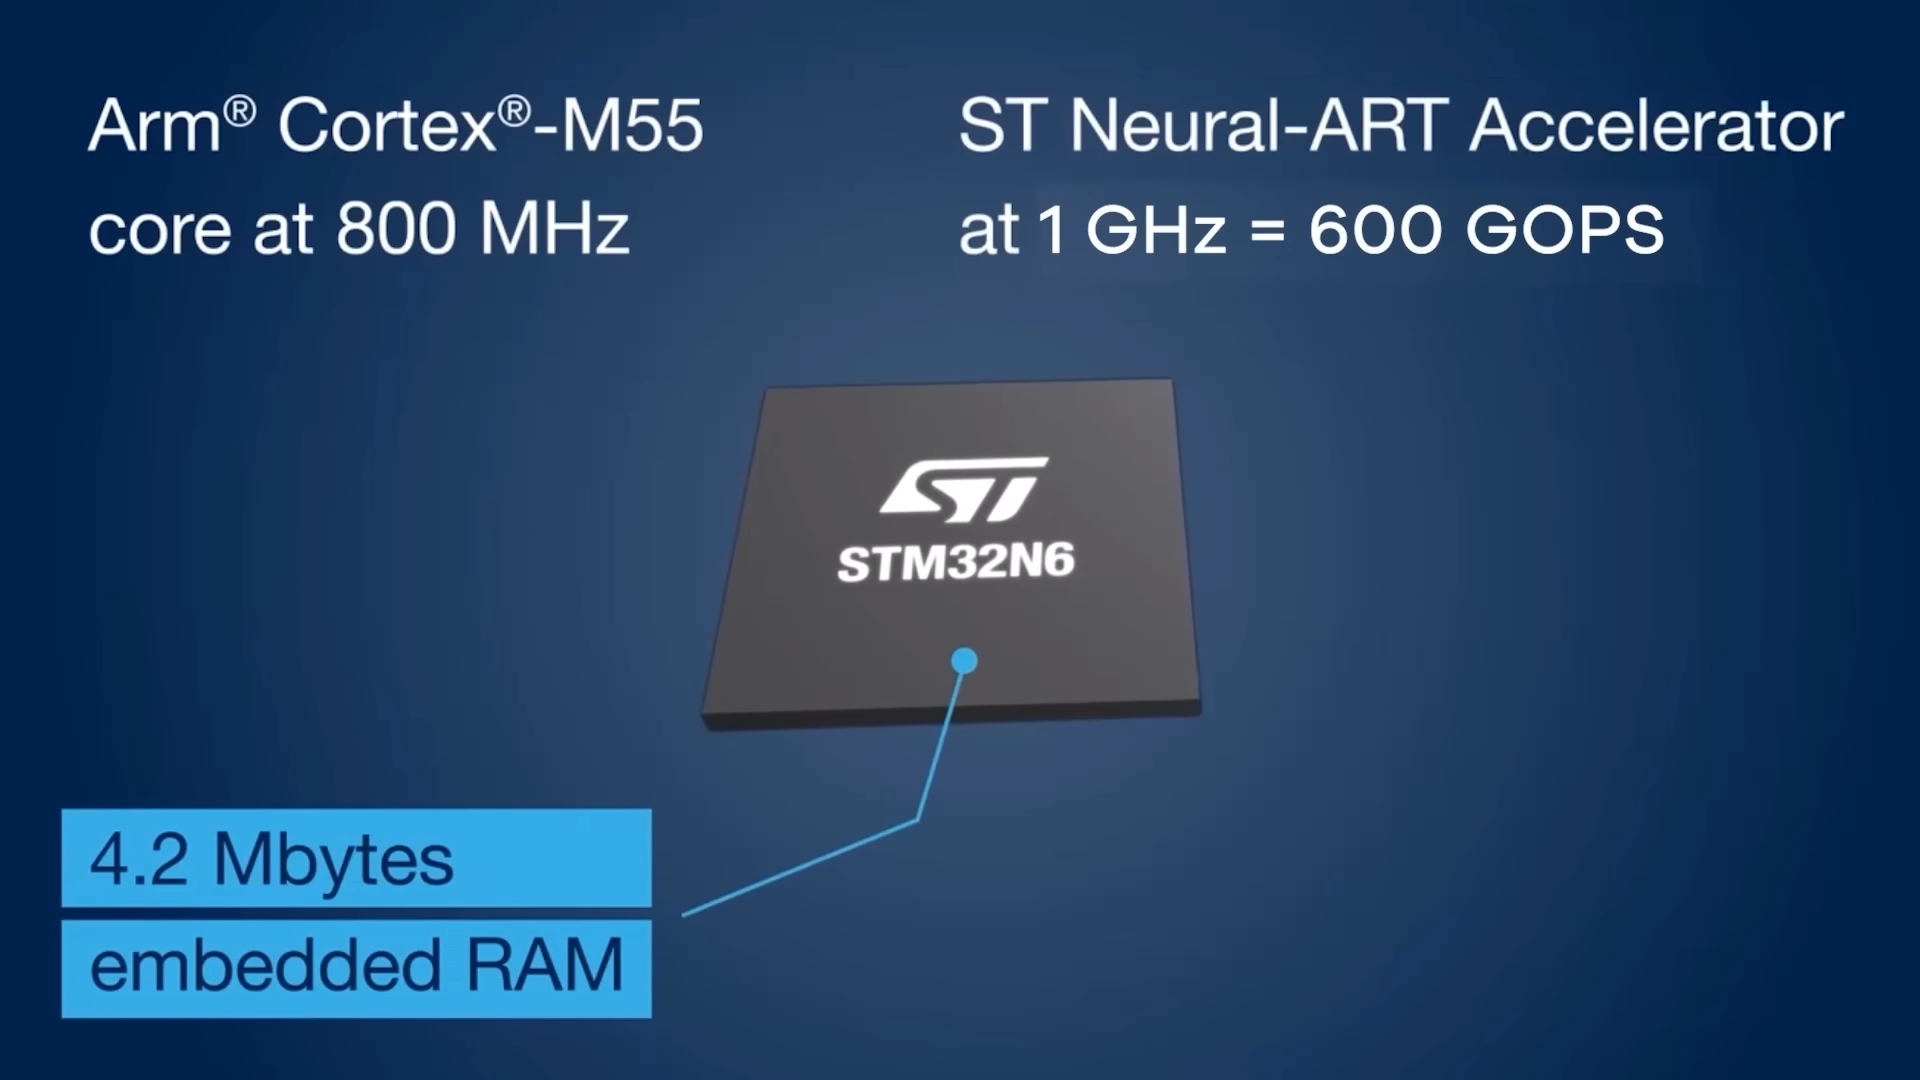 Arm® Cortex®-M55
core at 800 MHz
ST Neural-ART Accelerator
at 1 GHz = 600 GOPS
ST
STM32N6
4.2 Mbytes
embedded RAM